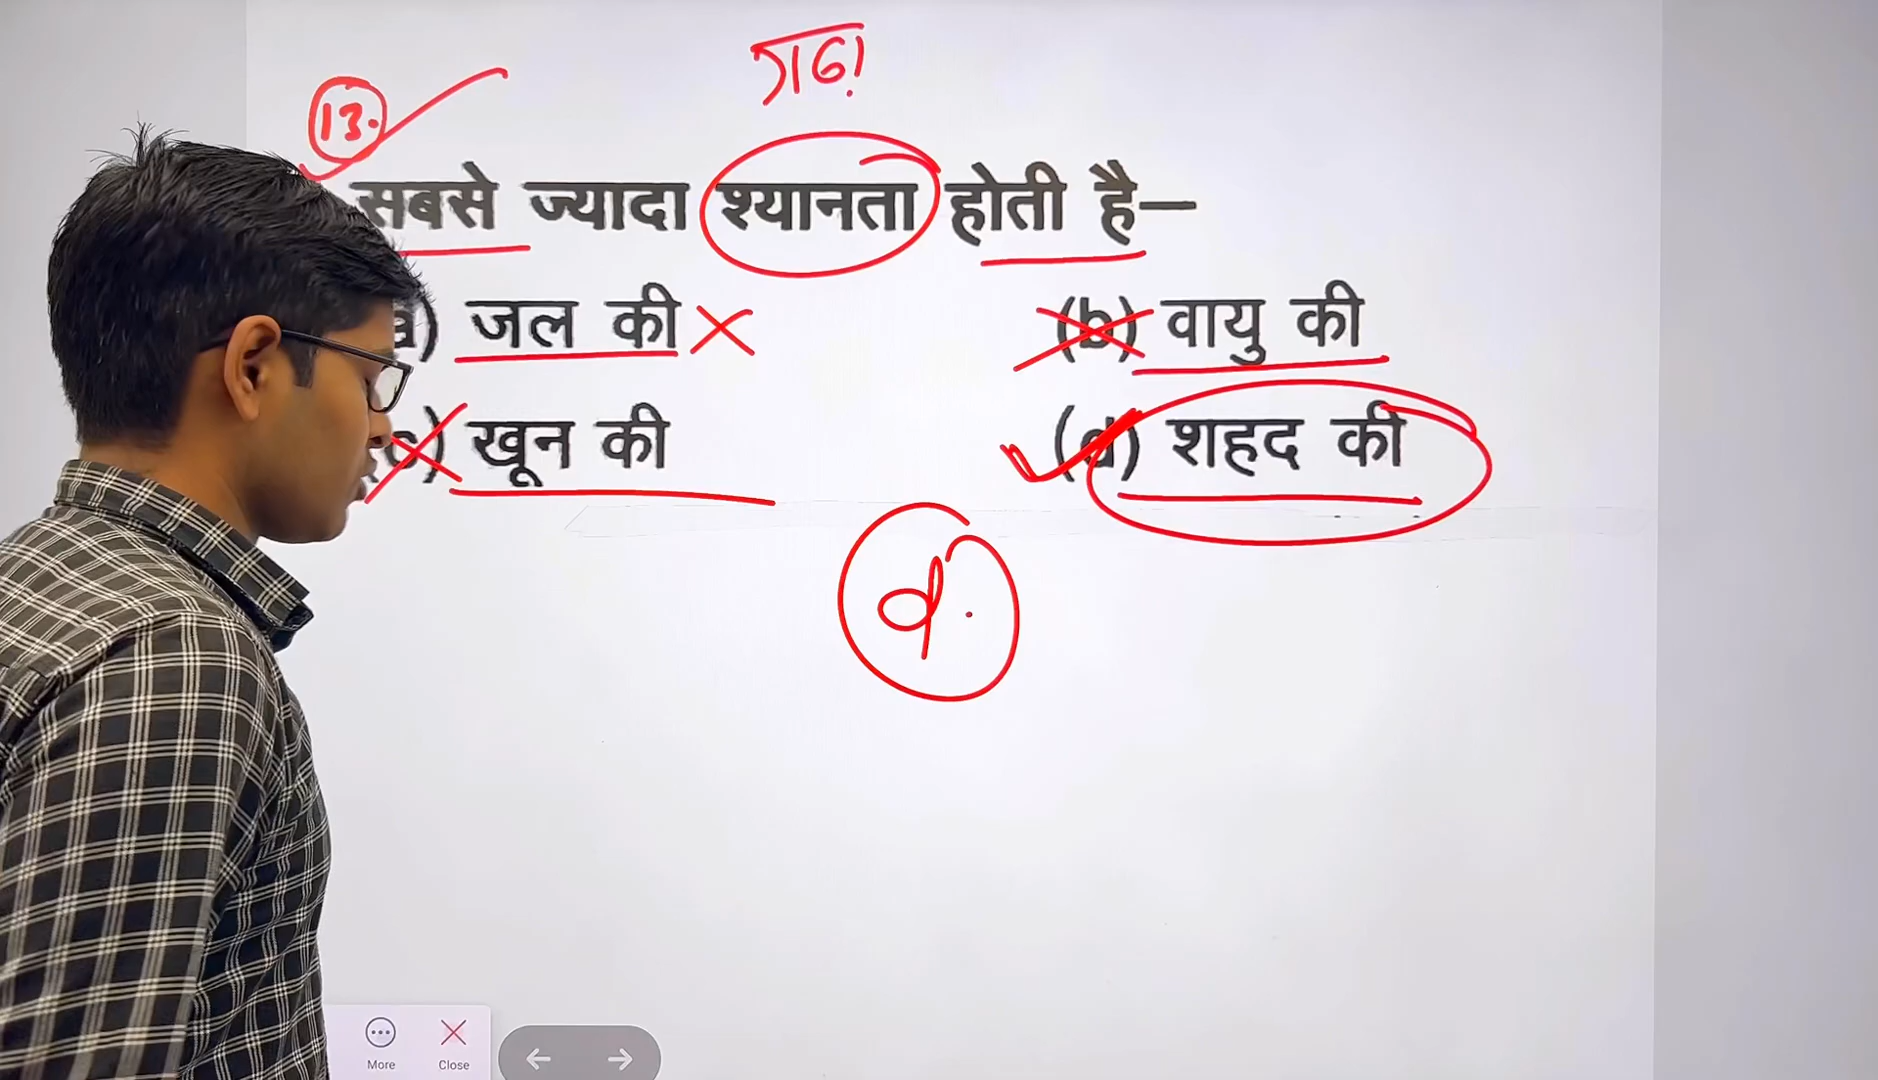 गाढ़ा
13.
सबसे ज्यादा श्यानता होती है—
a) जल की (b) वायु की
(c) खून की (d) शहद की
d.
More Close